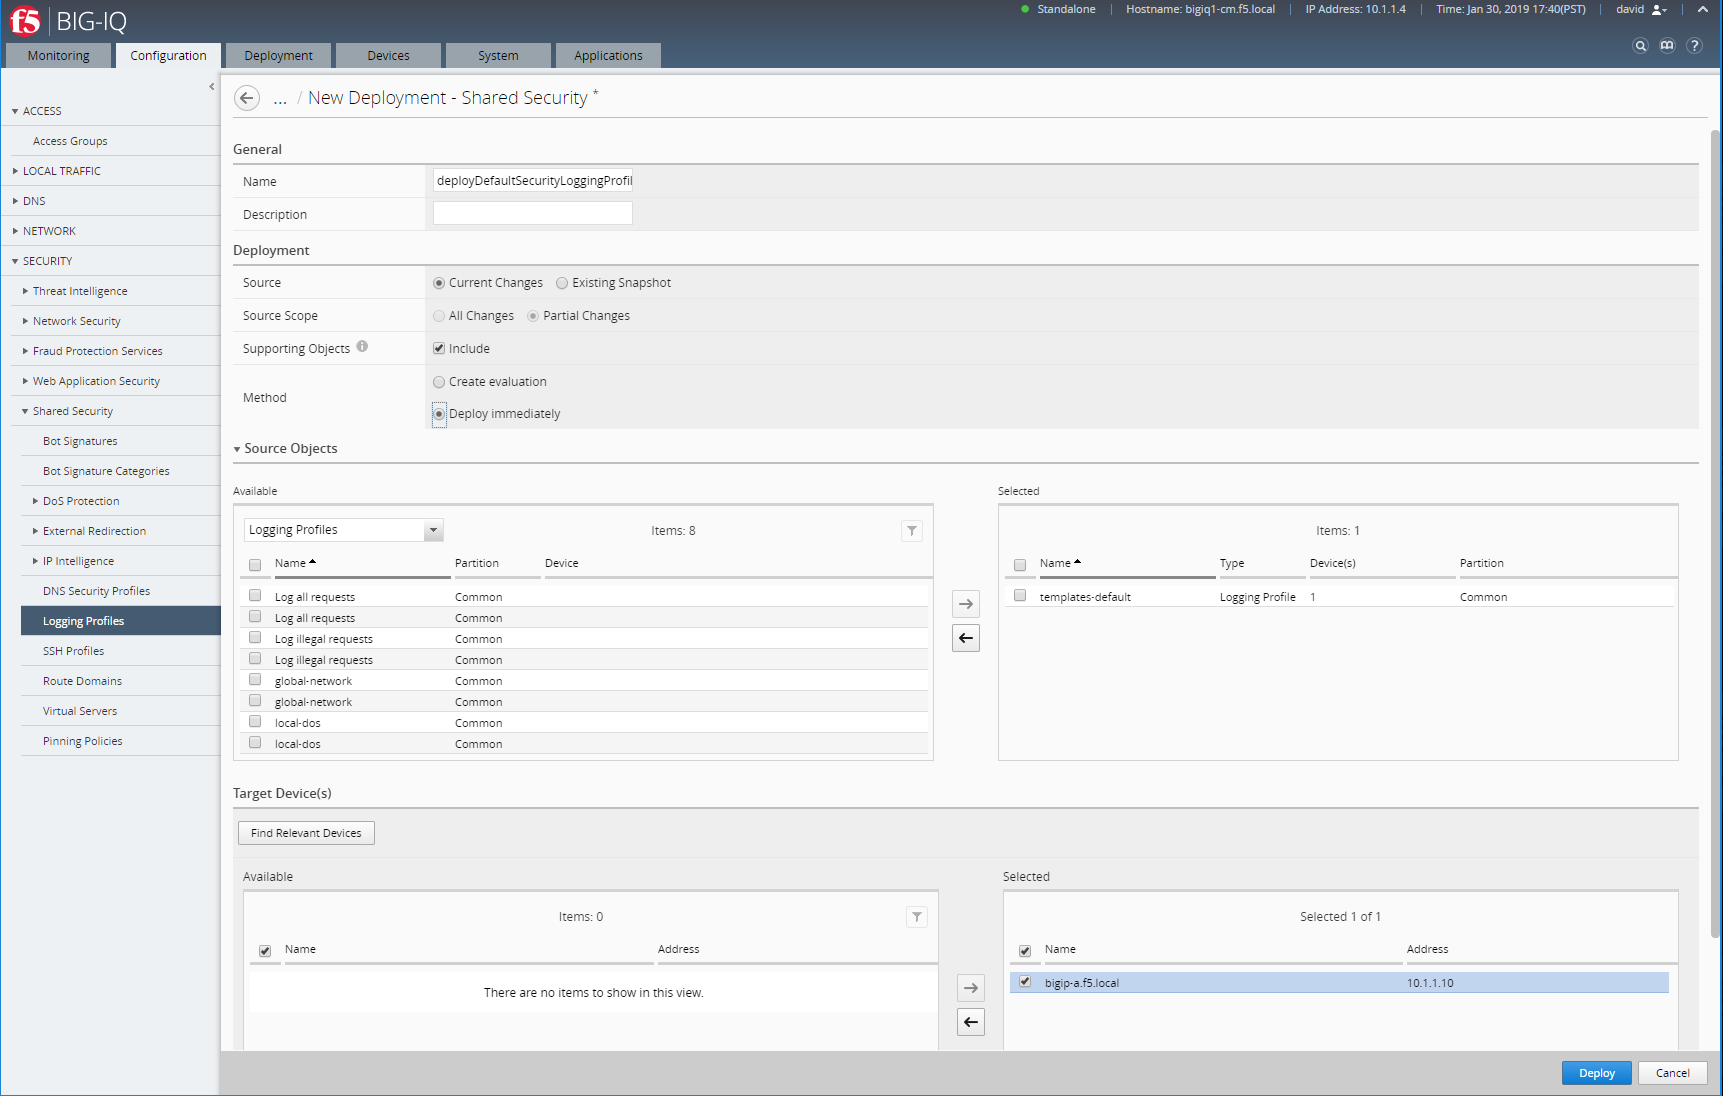 f5 BIG-IQ
Standalone Hostname: bigiq1-cm.f5.local IP Address: 10.1.1.4 Time: Jan 30, 2019 17:40(PST) david
Monitoring Configuration Deployment Devices System Applications
?
ACCESS
Access Groups
LOCAL TRAFFIC
DNS
NETWORK
SECURITY
Threat Intelligence
Network Security
Fraud Protection Services
Web Application Security
Shared Security
Bot Signatures
Bot Signature Categories
DoS Protection
External Redirection
IP Intelligence
DNS Security Profiles
Logging Profiles
SSH Profiles
Route Domains
Virtual Servers
Pinning Policies
... / New Deployment - Shared Security *
General
Name deployDefaultSecurityLoggingProfil
Description
Deployment
Source Current Changes Existing Snapshot
Source Scope All Changes Partial Changes
Supporting Objects Include
Method
Create evaluation
Deploy immediately
Source Objects
Available
Logging Profiles Items: 8
Name Partition Device
Log all requests Common
Log all requests Common
Log illegal requests Common
Log illegal requests Common
global-network Common
global-network Common
local-dos Common
local-dos Common
Selected
Items: 1
Name Type Device(s) Partition
templates-default Logging Profile 1 Common
Target Device(s)
Find Relevant Devices
Available
Items: 0
Name Address
There are no items to show in this view.
Selected
Selected 1 of 1
Name Address
bigip-a.f5.local 10.1.1.10
Deploy Cancel